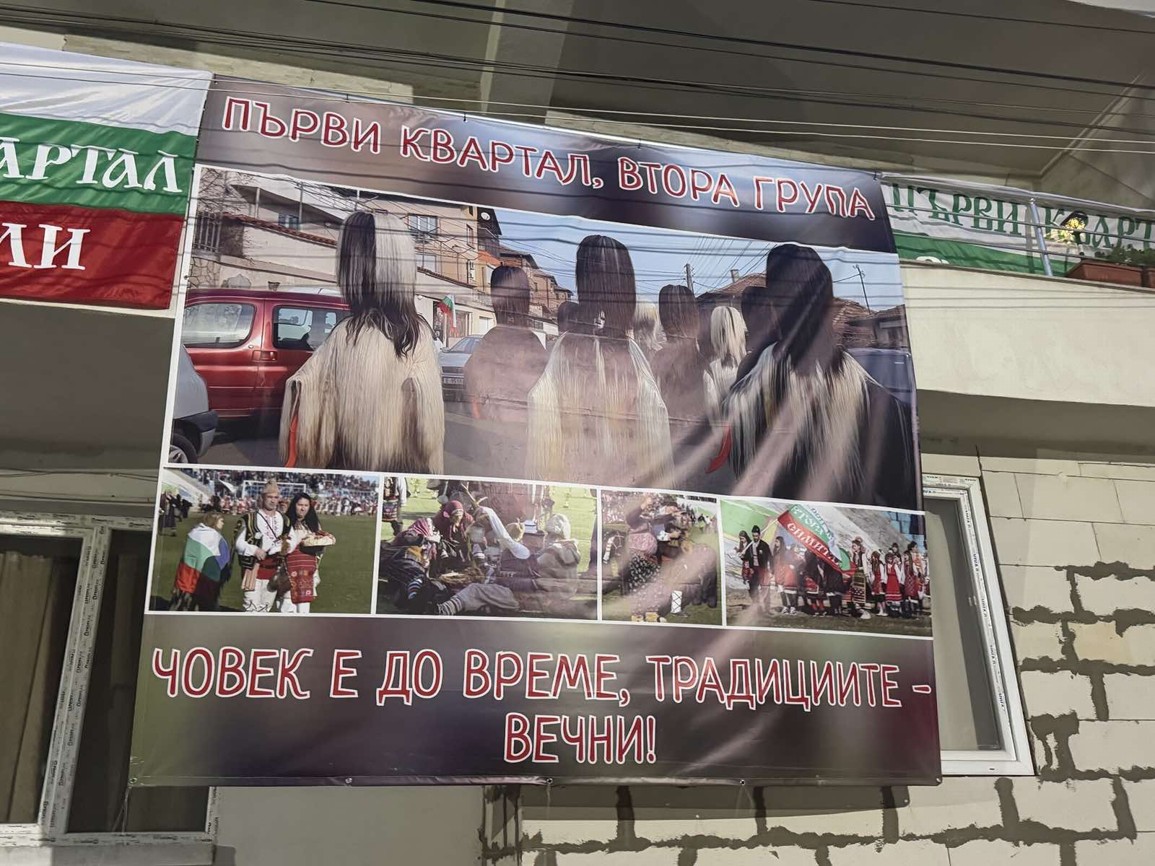 ПЪРВИ КВАРТАЛ, ВТОРА ГРУПА
АРТАЛ
ЛИ
ПЪРВИ КВАРТ
ЧОВЕК Е ДО ВРЕМЕ, ТРАДИЦИИТЕ -
ВЕЧНИ!